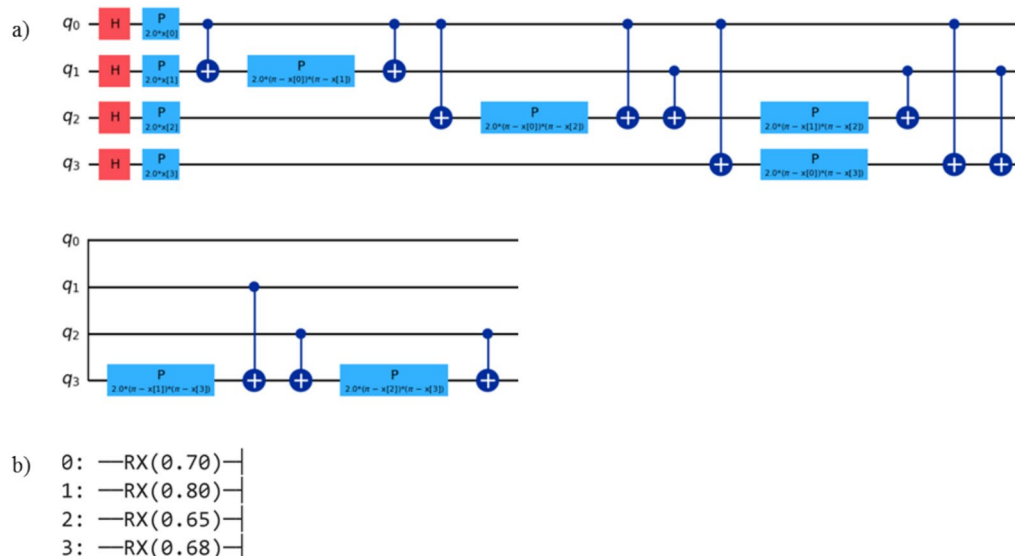 a)
q₀ H P 2.0*x[0]
q₁ H P 2.0*x[1] P 2.0*(π − x[0])*(π − x[1])
q₂ H P 2.0*x[2] P 2.0*(π − x[0])*(π − x[2]) P 2.0*(π − x[1])*(π − x[2])
q₃ H P 2.0*x[3] P 2.0*(π − x[0])*(π − x[3])
q₀
q₁
q₂
q₃ P 2.0*(π − x[1])*(π − x[3]) P 2.0*(π − x[2])*(π − x[3])
b)
0: ──RX(0.70)─┤
1: ──RX(0.80)─┤
2: ──RX(0.65)─┤
3: ──RX(0.68)─┤